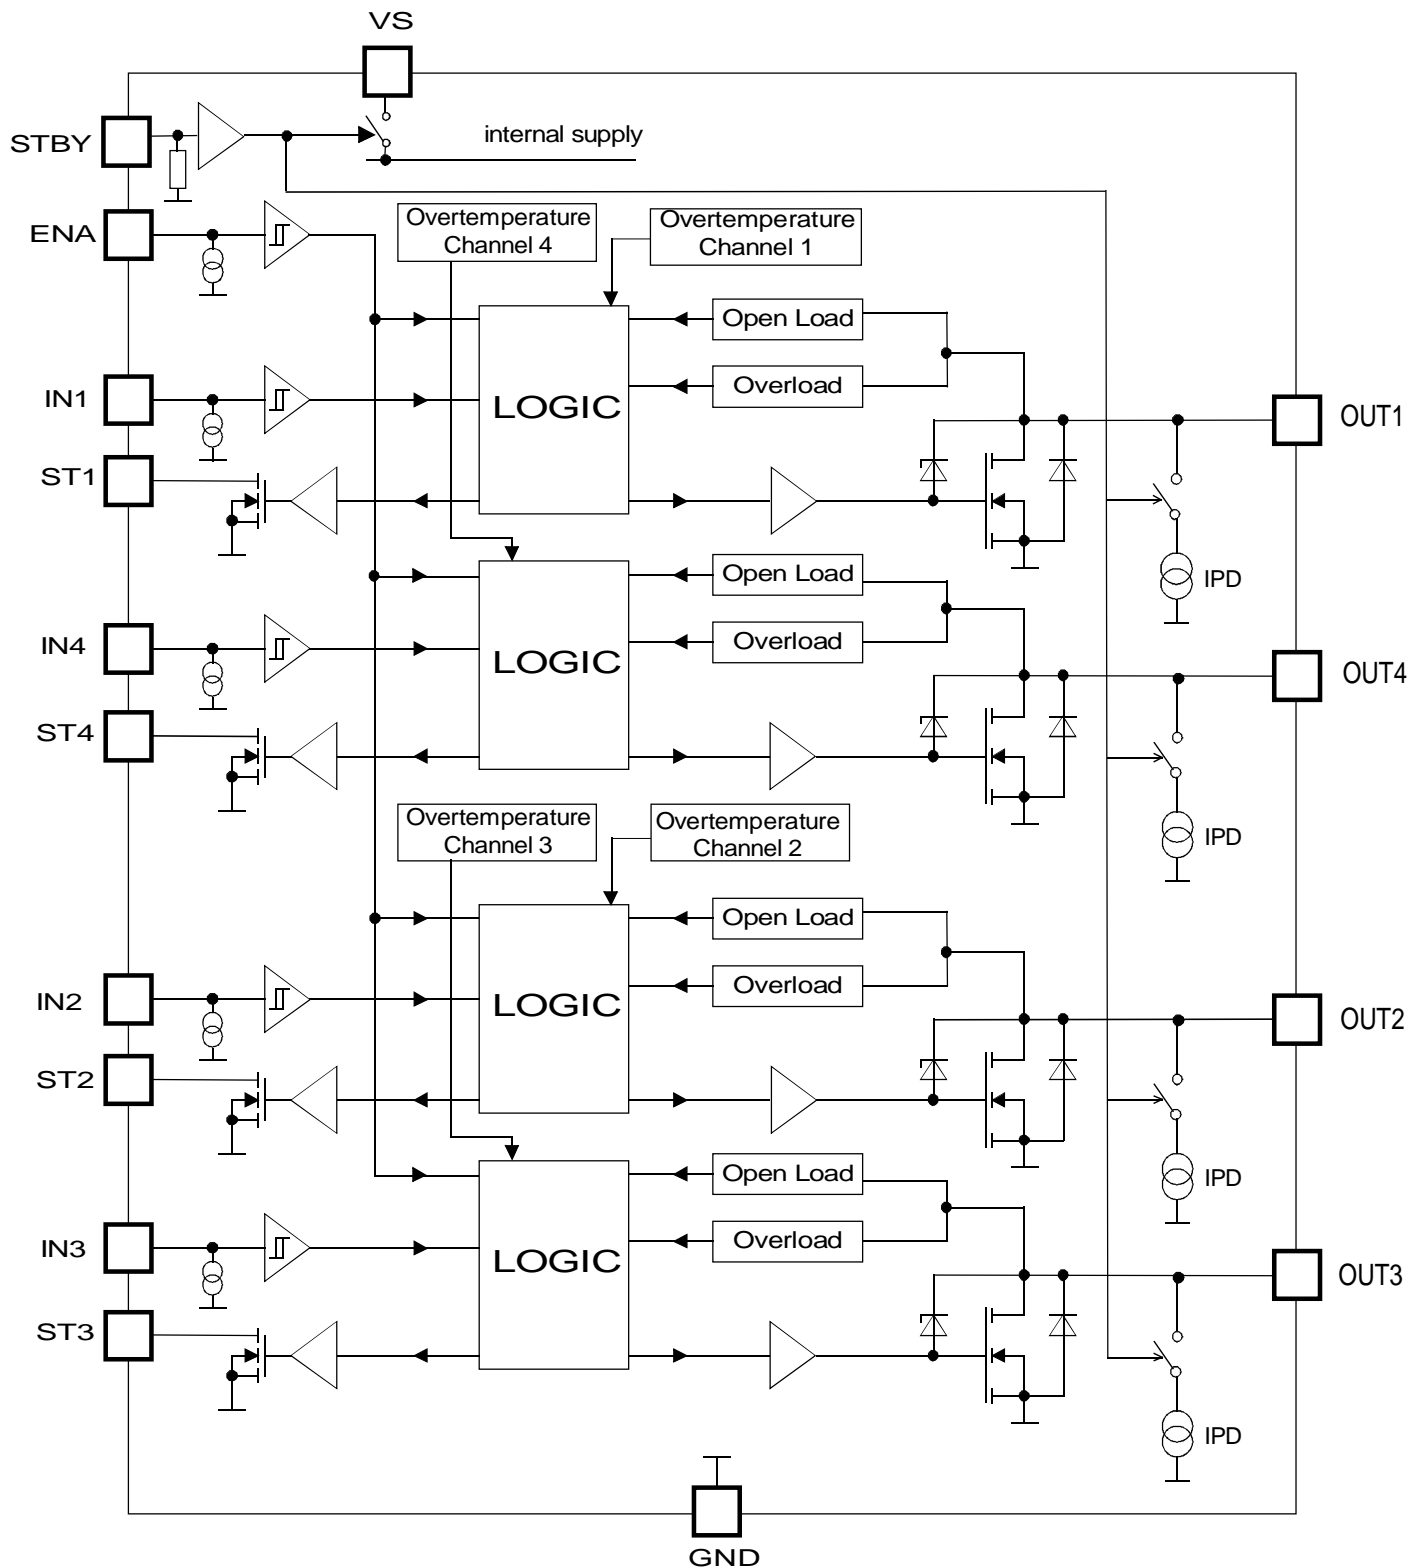 VS
STBY
internal supply
ENA
Overtemperature
Channel 4
Overtemperature
Channel 1
Open Load
IN1
LOGIC
Overload
OUT1
ST1
Open Load
IPD
IN4
LOGIC
Overload
OUT4
ST4
Overtemperature
Channel 3
Overtemperature
Channel 2
IPD
Open Load
IN2
LOGIC
Overload
OUT2
ST2
Open Load
IPD
IN3
LOGIC
Overload
OUT3
ST3
IPD
GND